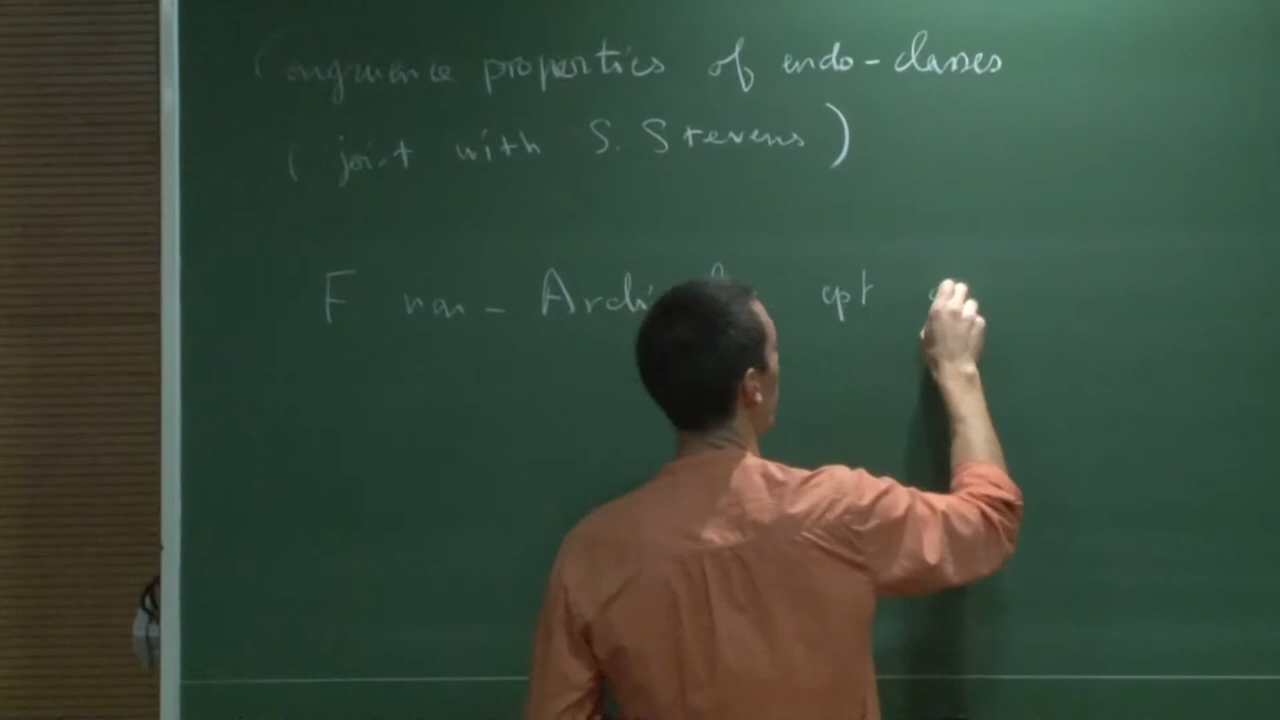 Congruence properties of endo-classes
(joint with S. Stevens)
F non-Archi cpt